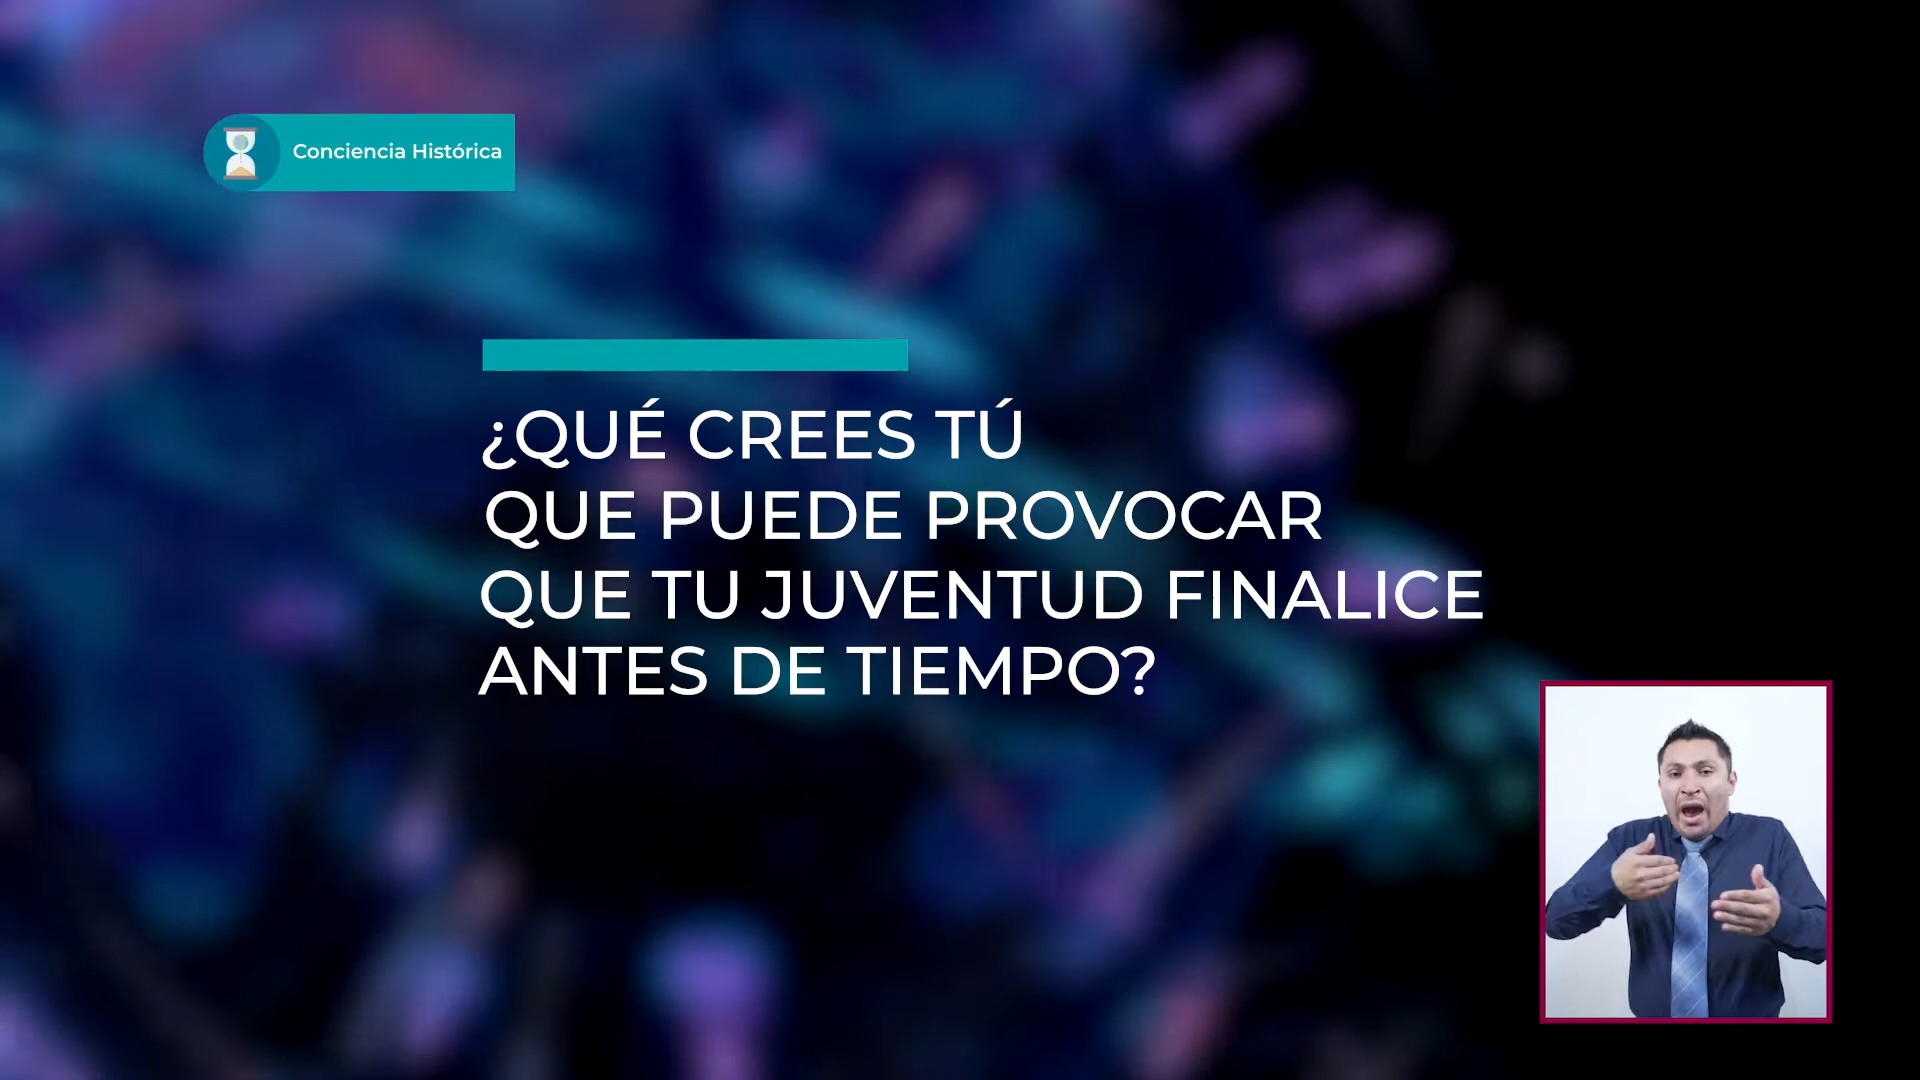 Conciencia Histórica
¿QUÉ CREES TÚ
QUE PUEDE PROVOCAR
QUE TU JUVENTUD FINALICE
ANTES DE TIEMPO?